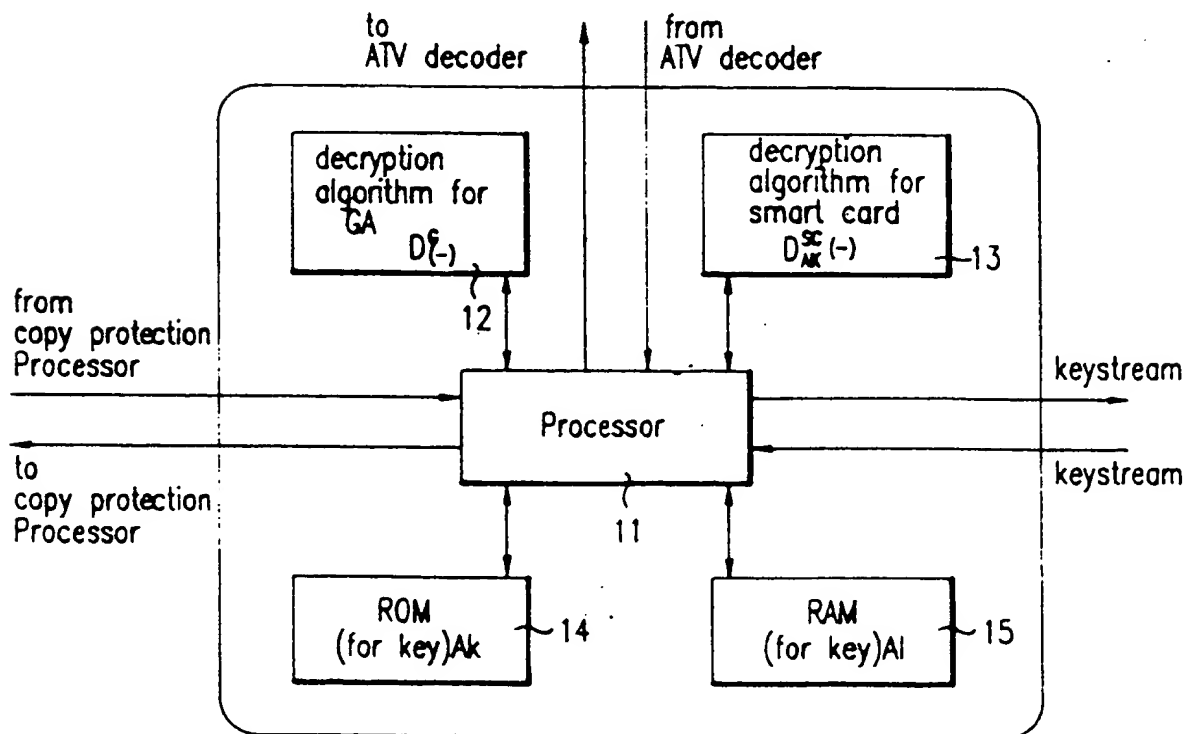 to
ATV decoder
from
ATV decoder
decryption
algorithm for
GA
12
decryption
algorithm for
smart card
D^SC_AK(-)
13
from
copy protection
Processor
to
copy protection
Processor
Processor
11
keystream
keystream
ROM
(for key)Ak
14
RAM
(for key)Al
15